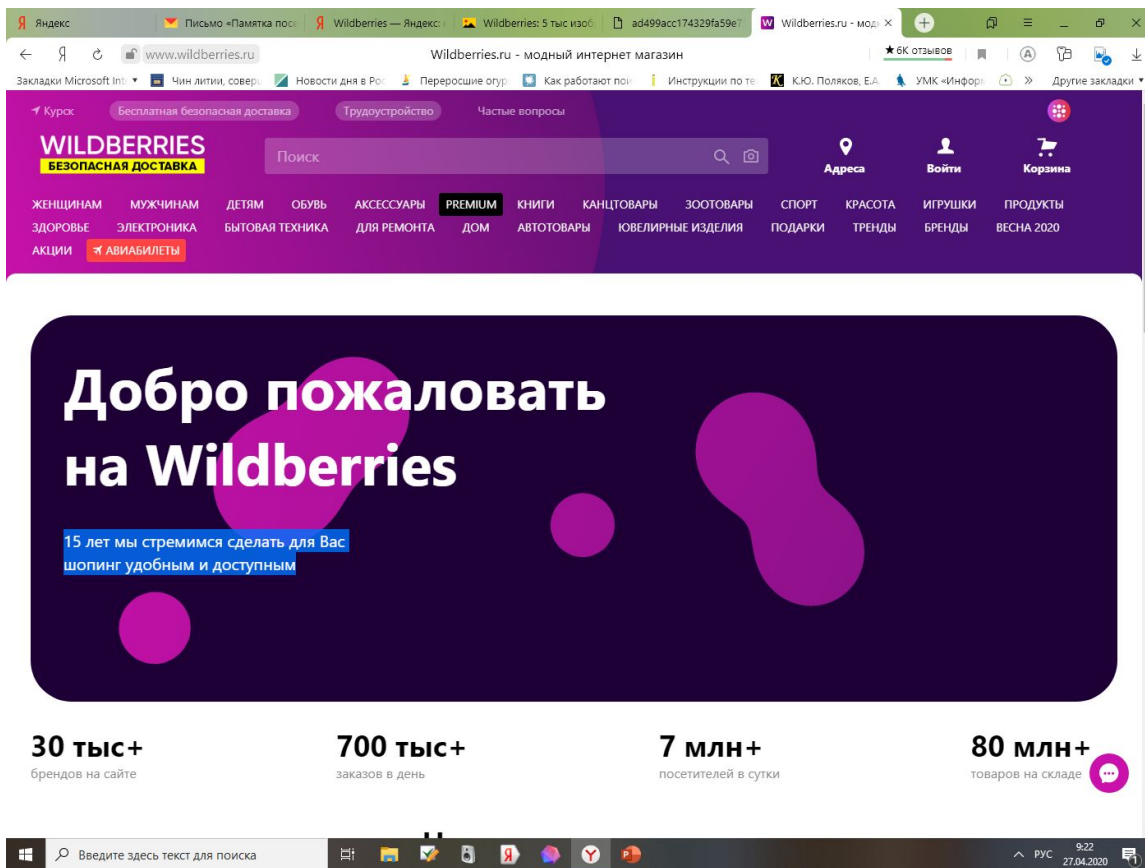 Яндекс Письмо «Памятка посе Wildberries — Яндекс: Wildberries: 5 тыс изоб ad499acc174329fa59e7 Wildberries.ru - мод
www.wildberries.ru Wildberries.ru - модный интернет магазин ★ 6К отзывов
Закладки Microsoft Int Чин литии, совер Новости дня в Рос Переросшие огур Как работают пои Инструкции по те К.Ю. Поляков, Е.А. УМК «Инфор » Другие закладки
Курск Бесплатная безопасная доставка Трудоустройство Частые вопросы
WILDBERRIES
БЕЗОПАСНАЯ ДОСТАВКА
Поиск
Адреса Войти Корзина
ЖЕНЩИНАМ МУЖЧИНАМ ДЕТЯМ ОБУВЬ АКСЕССУАРЫ PREMIUM КНИГИ КАНЦТОВАРЫ ЗООТОВАРЫ СПОРТ КРАСОТА ИГРУШКИ ПРОДУКТЫ
ЗДОРОВЬЕ ЭЛЕКТРОНИКА БЫТОВАЯ ТЕХНИКА ДЛЯ РЕМОНТА ДОМ АВТОТОВАРЫ ЮВЕЛИРНЫЕ ИЗДЕЛИЯ ПОДАРКИ ТРЕНДЫ БРЕНДЫ ВЕСНА 2020
АКЦИИ АВИАБИЛЕТЫ
Добро пожаловать
на Wildberries
15 лет мы стремимся сделать для Вас
шопинг удобным и доступным
30 тыс+ 700 тыс+ 7 млн+ 80 млн+
брендов на сайте заказов в день посетителей в сутки товаров на складе
Введите здесь текст для поиска РУС 9:22
27.04.2020